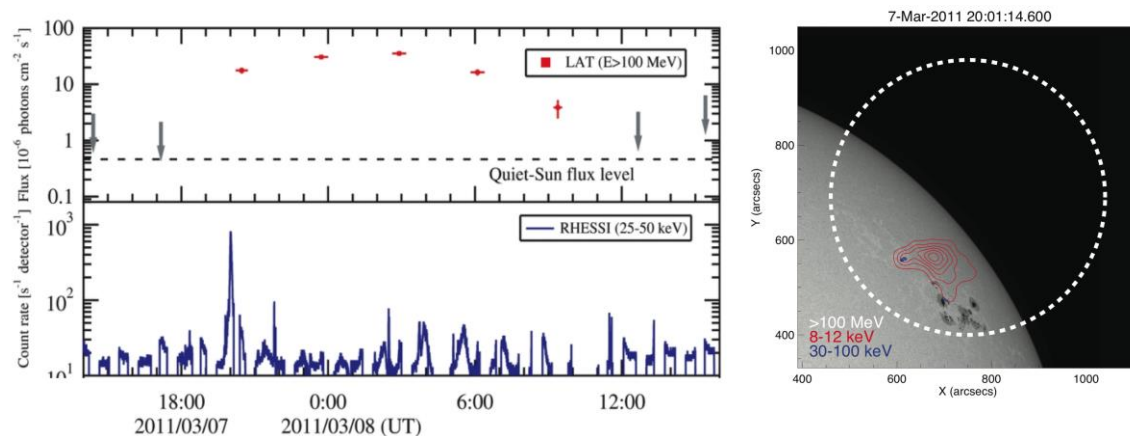 Flux [10⁻⁶ photons cm⁻² s⁻¹]
100
10
1
0.1
LAT (E>100 MeV)
Quiet-Sun flux level
Count rate [s⁻¹ detector⁻¹]
10³
10²
10¹
RHESSI (25-50 keV)
18:00
0:00
6:00
12:00
2011/03/07
2011/03/08 (UT)
7-Mar-2011 20:01:14.600
Y (arcsecs)
800
600
400
>100 MeV
8-12 keV
30-100 keV
400
600
800
1000
X (arcsecs)